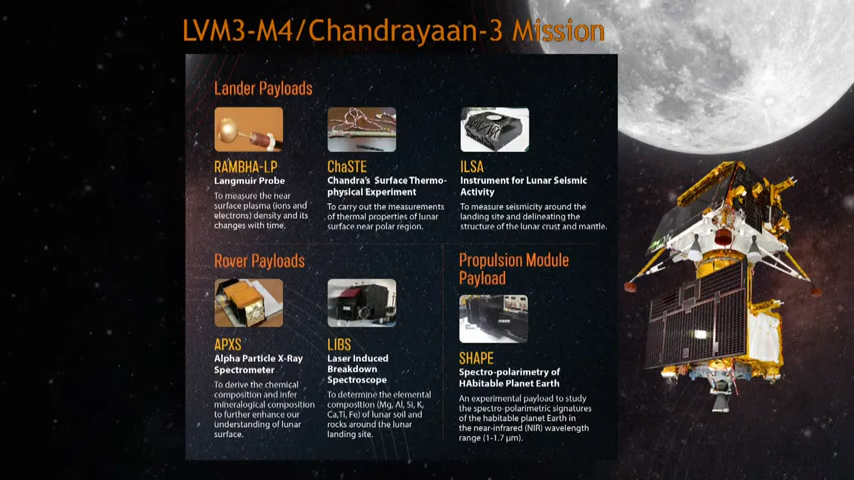 LVM3-M4/Chandrayaan-3 Mission
Lander Payloads
RAMBHA-LP
Langmuir Probe
To measure the near
surface plasma (ions and
electrons) density and its
changes with time.
ChaSTE
Chandra's Surface Thermo-
physical Experiment
To carry out the measurements
of thermal properties of lunar
surface near polar region.
ILSA
Instrument for Lunar Seismic
Activity
To measure seismicity around the
landing site and delineating the
structure of the lunar crust and mantle.
Rover Payloads
APXS
Alpha Particle X-Ray
Spectrometer
To derive the chemical
composition and infer
mineralogical composition
to further enhance our
understanding of lunar
surface.
LIBS
Laser Induced
Breakdown
Spectroscope
To determine the elemental
composition (Mg, Al, Si, K,
Ca,Ti, Fe) of lunar soil and
rocks around the lunar
landing site.
Propulsion Module
Payload
SHAPE
Spectro-polarimetry of
HAbitable Planet Earth
An experimental payload to study
the spectro-polarimetric signatures
of the habitable planet Earth in
the near-infrared (NIR) wavelength
range (1-1.7 μm).